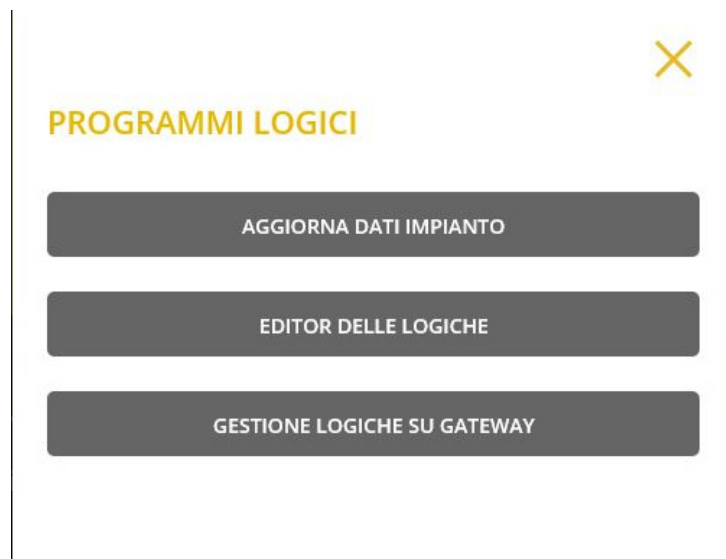 PROGRAMMI LOGICI
AGGIORNA DATI IMPIANTO
EDITOR DELLE LOGICHE
GESTIONE LOGICHE SU GATEWAY